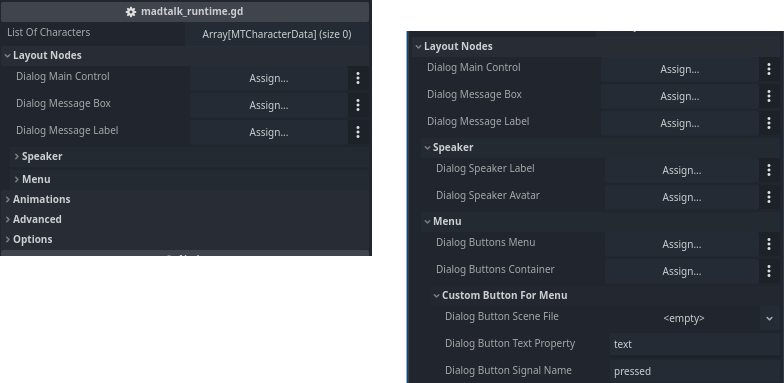 madtalk_runtime.gd
List Of Characters Array[MTCharacterData] (size 0)
Layout Nodes
Dialog Main Control Assign...
Dialog Message Box Assign...
Dialog Message Label Assign...
Speaker
Menu
Animations
Advanced
Options
Layout Nodes
Dialog Main Control Assign...
Dialog Message Box Assign...
Dialog Message Label Assign...
Speaker
Dialog Speaker Label Assign...
Dialog Speaker Avatar Assign...
Menu
Dialog Buttons Menu Assign...
Dialog Buttons Container Assign...
Custom Button For Menu
Dialog Button Scene File <empty>
Dialog Button Text Property text
Dialog Button Signal Name pressed